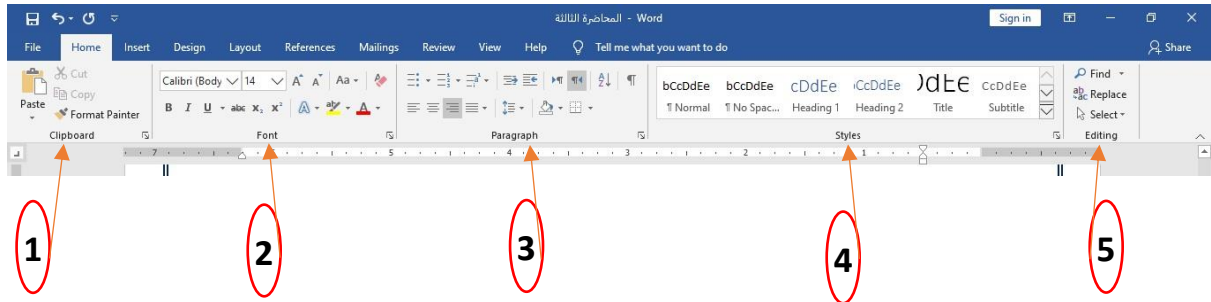 المحاضرة الثالثة - Word
Sign in
File Home Insert Design Layout References Mailings Review View Help Tell me what you want to do Share
Paste
Cut
Copy
Format Painter
Clipboard
Calibri (Body 14 A A Aa
B I U abc X₂ X² A aby A
Font
Paragraph
bCcDdEe bCcDdEe cDdEe iCcDdEe )dLE CcDdEe
¶ Normal ¶ No Spac... Heading 1 Heading 2 Title Subtitle
Styles
Find
Replace
Select
Editing
7 5 4 3 2 1
1 2 3 4 5